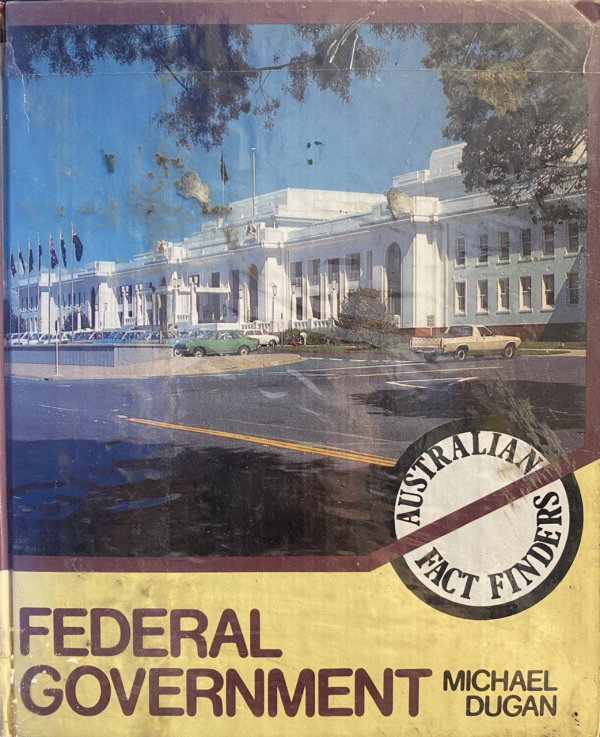 AUSTRALIAN
FACT FINDERS
FEDERAL
GOVERNMENT
MICHAEL
DUGAN